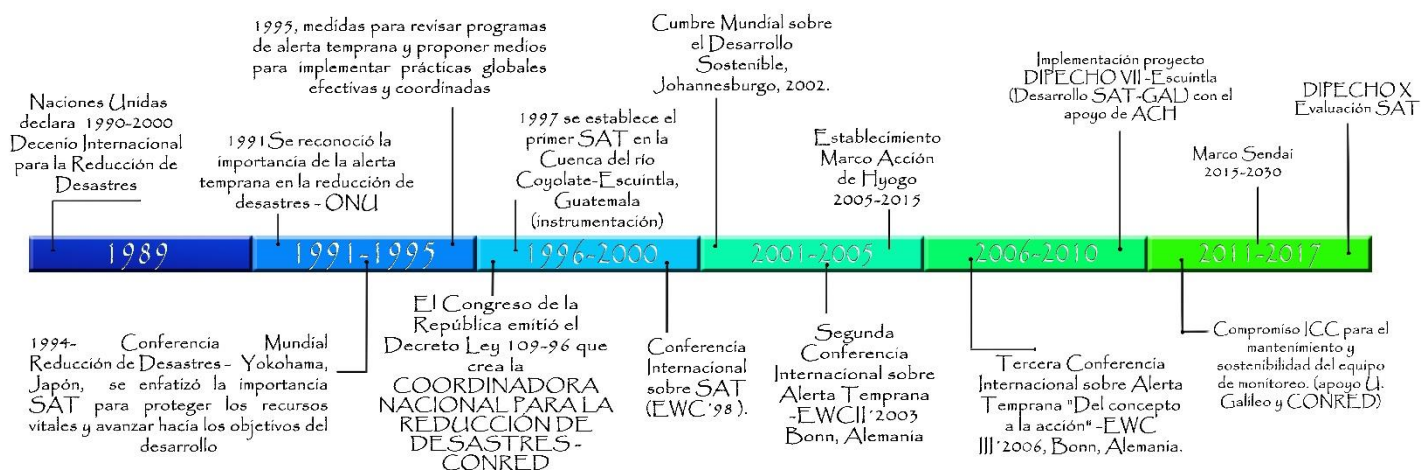 Naciones Unidas
declara 1990-2000
Decenio Internacional
para la Reducción de
Desastres
1995, medidas para revisar programas
de alerta temprana y proponer medios
para implementar prácticas globales
efectivas y coordinadas
1991 Se reconoció la
importancia de la alerta
temprana en la reducción de
desastres - ONU
1997 se establece el
primer SAT en la
Cuenca del río
Coyolate-Escuintla,
Guatemala
(instrumentación)
Cumbre Mundial sobre
el Desarrollo
Sostenible,
Johannesburgo, 2002.
Establecimiento
Marco Acción
de Hyogo
2005-2015
Implementación proyecto
DIPECHO VII-Escuintla
(Desarrollo SAT-GAL) con el
apoyo de ACH
Marco Sendai
2015-2030
DIPECHO X
Evaluación SAT
1989
1991-1995
1996-2000
2001-2005
2006-2010
2011-2017
1994- Conferencia Mundial
Reducción de Desastres - Yokohama,
Japón, se enfatizó la importancia
SAT para proteger los recursos
vitales y avanzar hacía los objetivos del
desarrollo
El Congreso de la
República emitió el
Decreto Ley 109-96 que
crea la
COORDINADORA
NACIONAL PARA LA
REDUCCIÓN DE
DESASTRES -
CONRED
Conferencia
Internacional
sobre SAT
(EWC ´98 ).
Segunda
Conferencia
Internacional sobre
Alerta Temprana
-EWCII ´2003
Bonn, Alemania
Tercera Conferencia
Internacional sobre Alerta
Temprana "Del concepto
a la acción" -EWC
III ´2006, Bonn, Alemania.
Compromiso ICC para el
mantenimiento y
sostenibilidad del equipo
de monitoreo. (apoyo U.
Galileo y CONRED)